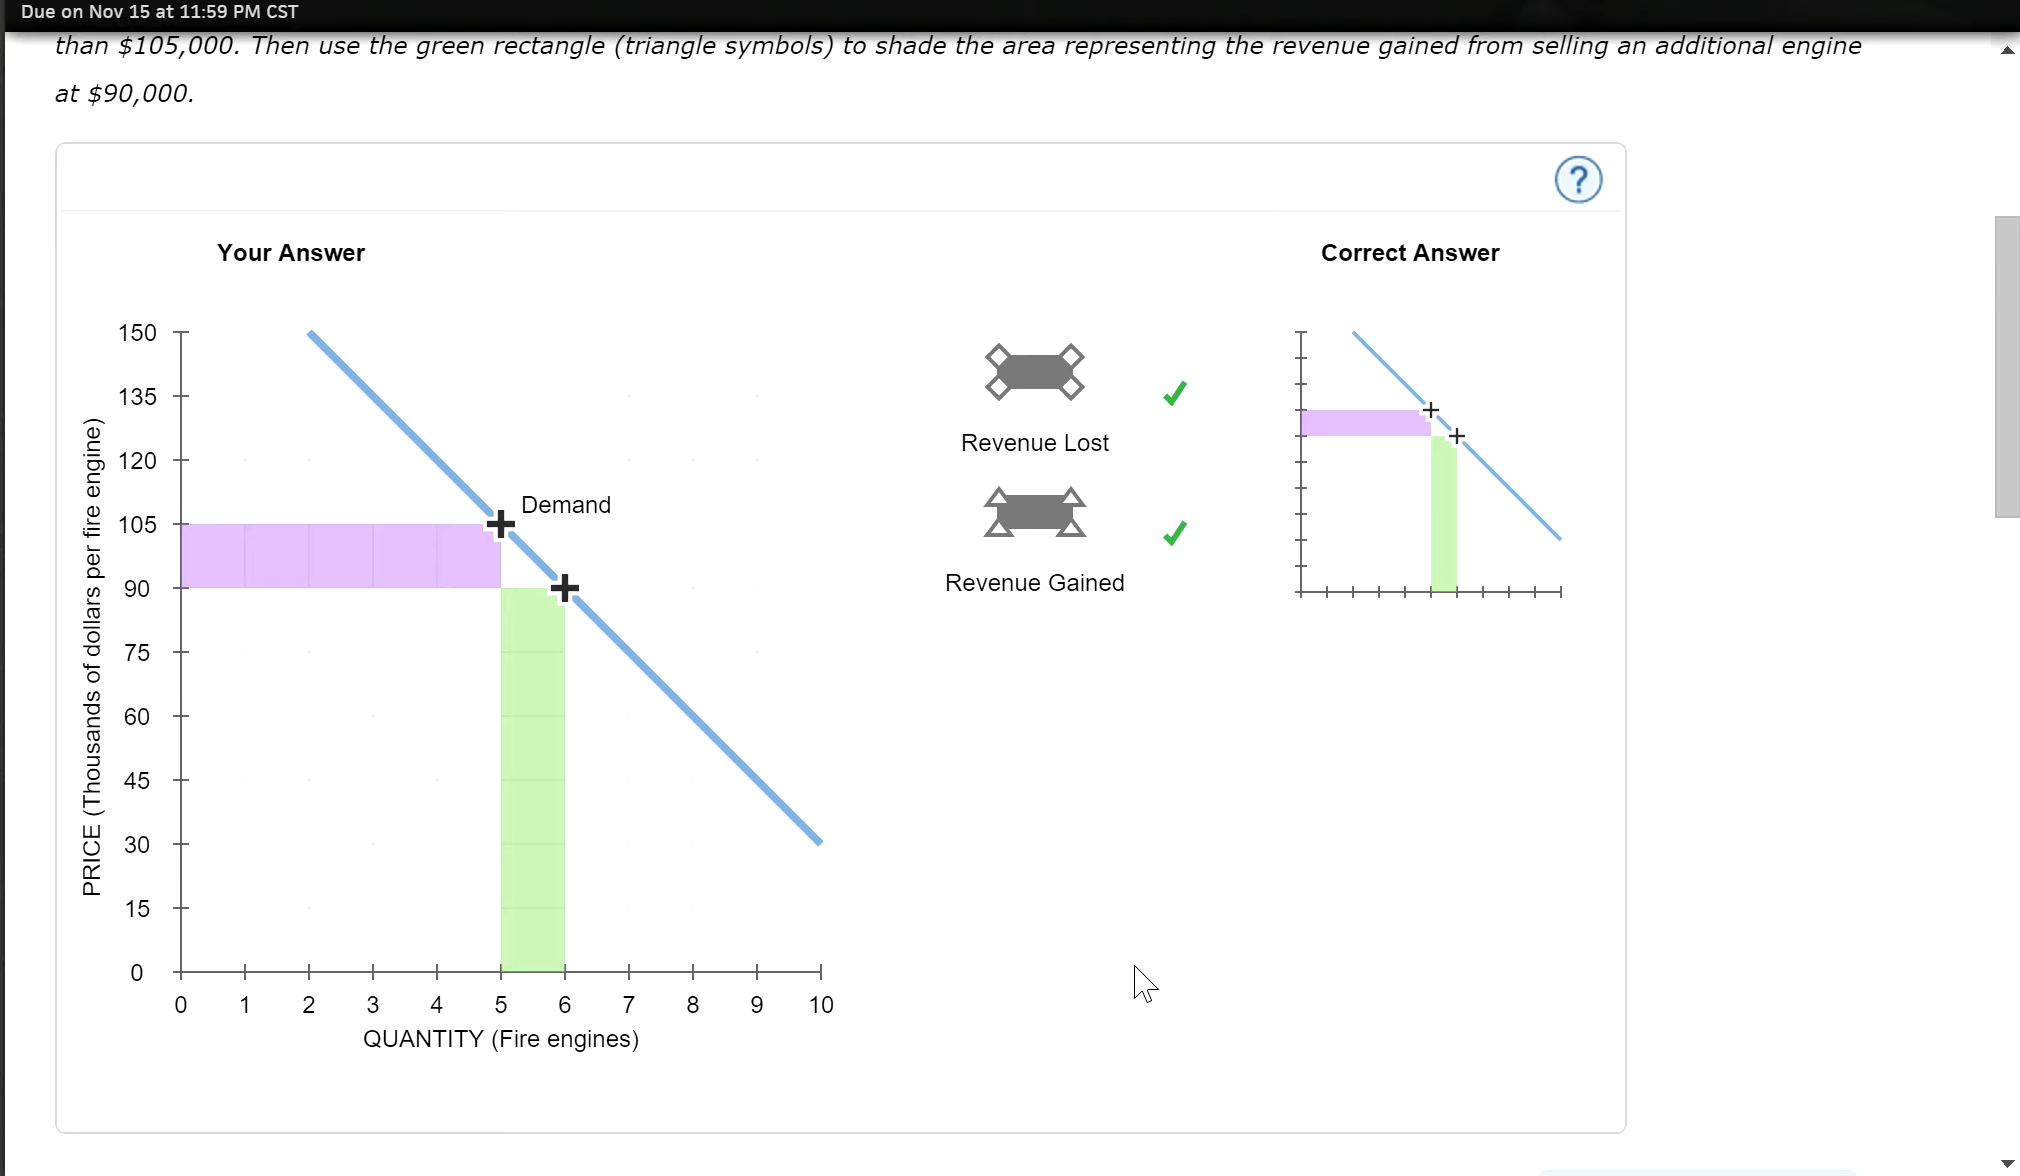 Due on Nov 15 at 11:59 PM CST
than $105,000. Then use the green rectangle (triangle symbols) to shade the area representing the revenue gained from selling an additional engine
at $90,000.
?
Your Answer
Correct Answer
PRICE (Thousands of dollars per fire engine)
150
135
120
105
90
75
60
45
30
15
0
Demand
0 1 2 3 4 5 6 7 8 9 10
QUANTITY (Fire engines)
Revenue Lost
Revenue Gained